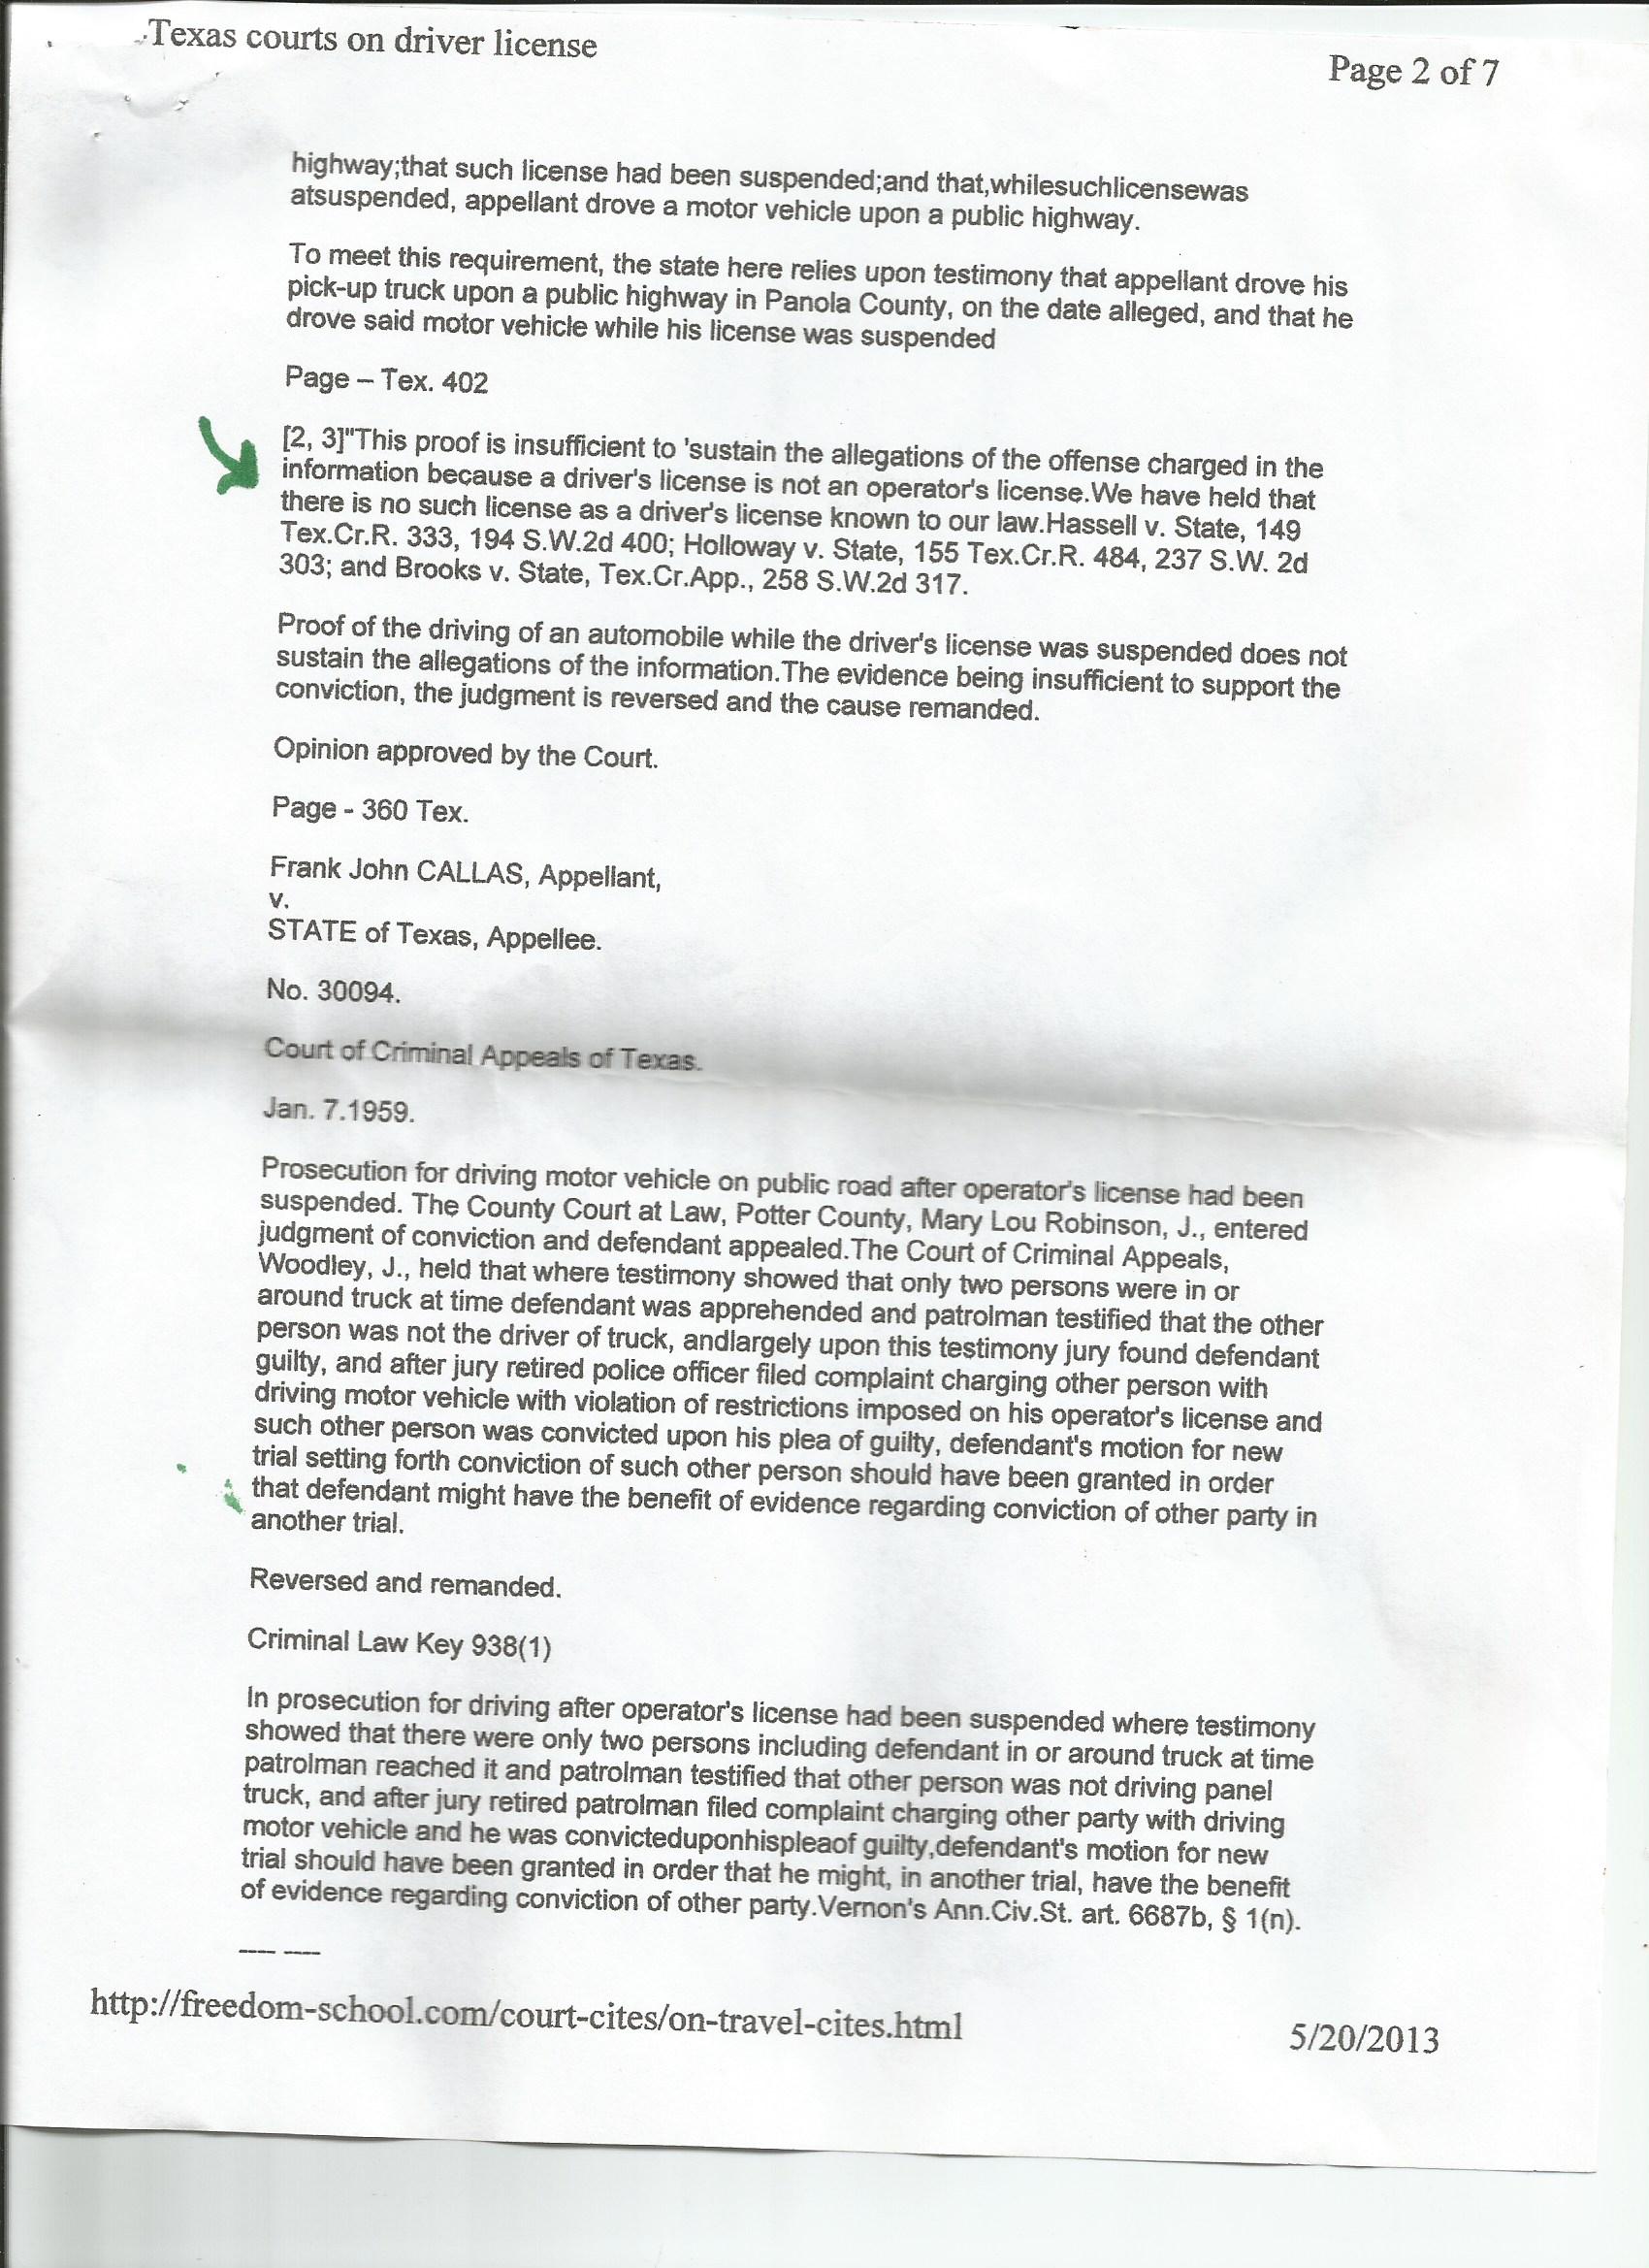 Texas courts on driver license
Page 2 of 7
highway;that such license had been suspended;and that,whilesuchlicensewas
atsuspended, appellant drove a motor vehicle upon a public highway.
To meet this requirement, the state here relies upon testimony that appellant drove his
pick-up truck upon a public highway in Panola County, on the date alleged, and that he
drove said motor vehicle while his license was suspended
Page – Tex. 402
[2, 3]"This proof is insufficient to 'sustain the allegations of the offense charged in the
information because a driver's license is not an operator's license.We have held that
there is no such license as a driver's license known to our law.Hassell v. State, 149
Tex.Cr.R. 333, 194 S.W.2d 400; Holloway v. State, 155 Tex.Cr.R. 484, 237 S.W. 2d
303; and Brooks v. State, Tex.Cr.App., 258 S.W.2d 317.
Proof of the driving of an automobile while the driver's license was suspended does not
sustain the allegations of the information.The evidence being insufficient to support the
conviction, the judgment is reversed and the cause remanded.
Opinion approved by the Court.
Page - 360 Tex.
Frank John CALLAS, Appellant,
v.
STATE of Texas, Appellee.
No. 30094.
Court of Criminal Appeals of Texas.
Jan. 7.1959.
Prosecution for driving motor vehicle on public road after operator's license had been
suspended. The County Court at Law, Potter County, Mary Lou Robinson, J., entered
judgment of conviction and defendant appealed.The Court of Criminal Appeals,
Woodley, J., held that where testimony showed that only two persons were in or
around truck at time defendant was apprehended and patrolman testified that the other
person was not the driver of truck, andlargely upon this testimony jury found defendant
guilty, and after jury retired police officer filed complaint charging other person with
driving motor vehicle with violation of restrictions imposed on his operator's license and
such other person was convicted upon his plea of guilty, defendant's motion for new
trial setting forth conviction of such other person should have been granted in order
that defendant might have the benefit of evidence regarding conviction of other party in
another trial.
Reversed and remanded.
Criminal Law Key 938(1)
In prosecution for driving after operator's license had been suspended where testimony
showed that there were only two persons including defendant in or around truck at time
patrolman reached it and patrolman testified that other person was not driving panel
truck, and after jury retired patrolman filed complaint charging other party with driving
motor vehicle and he was convicteduponhispleaof guilty,defendant's motion for new
trial should have been granted in order that he might, in another trial, have the benefit
of evidence regarding conviction of other party.Vernon's Ann.Civ.St. art. 6687b, § 1(n).
---- ----
http://freedom-school.com/court-cites/on-travel-cites.html
5/20/2013